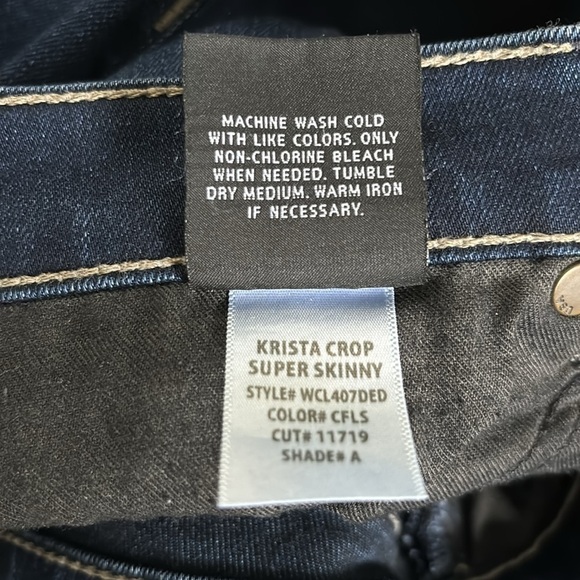 MACHINE WASH COLD
WITH LIKE COLORS. ONLY
NON-CHLORINE BLEACH
WHEN NEEDED. TUMBLE
DRY MEDIUM. WARM IRON
IF NECESSARY.
KRISTA CROP
SUPER SKINNY
STYLE# WCL407DED
COLOR# CFLS
CUT# 11719
SHADE# A